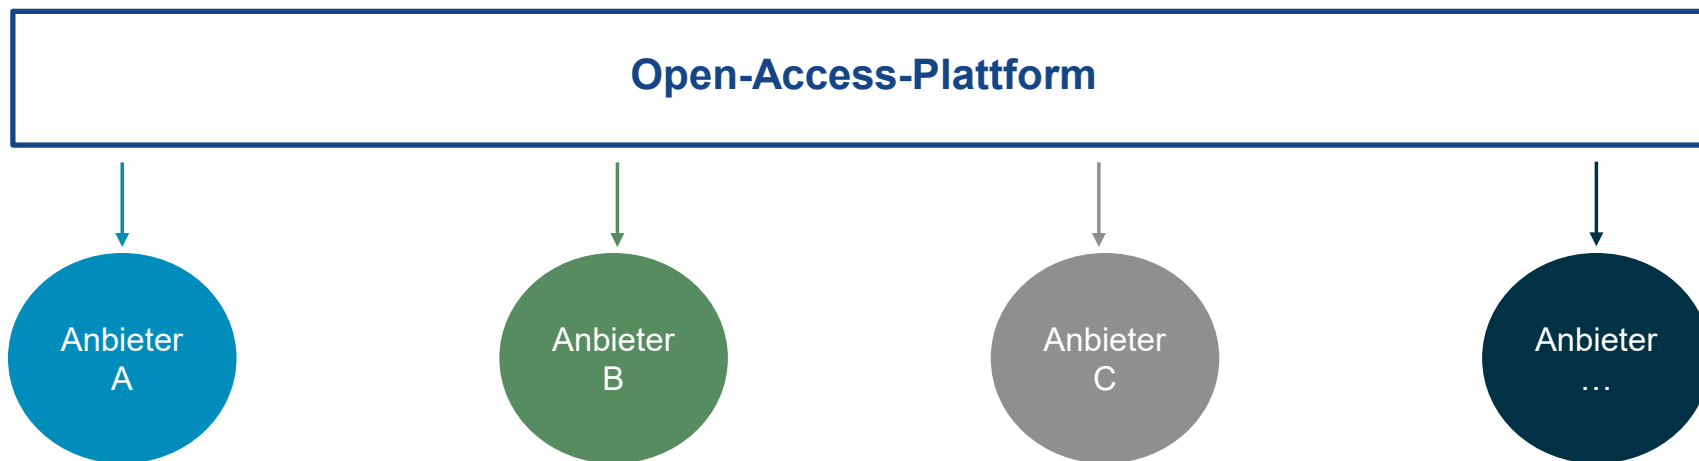 Open-Access-Plattform
Anbieter
A
Anbieter
B
Anbieter
C
Anbieter
…